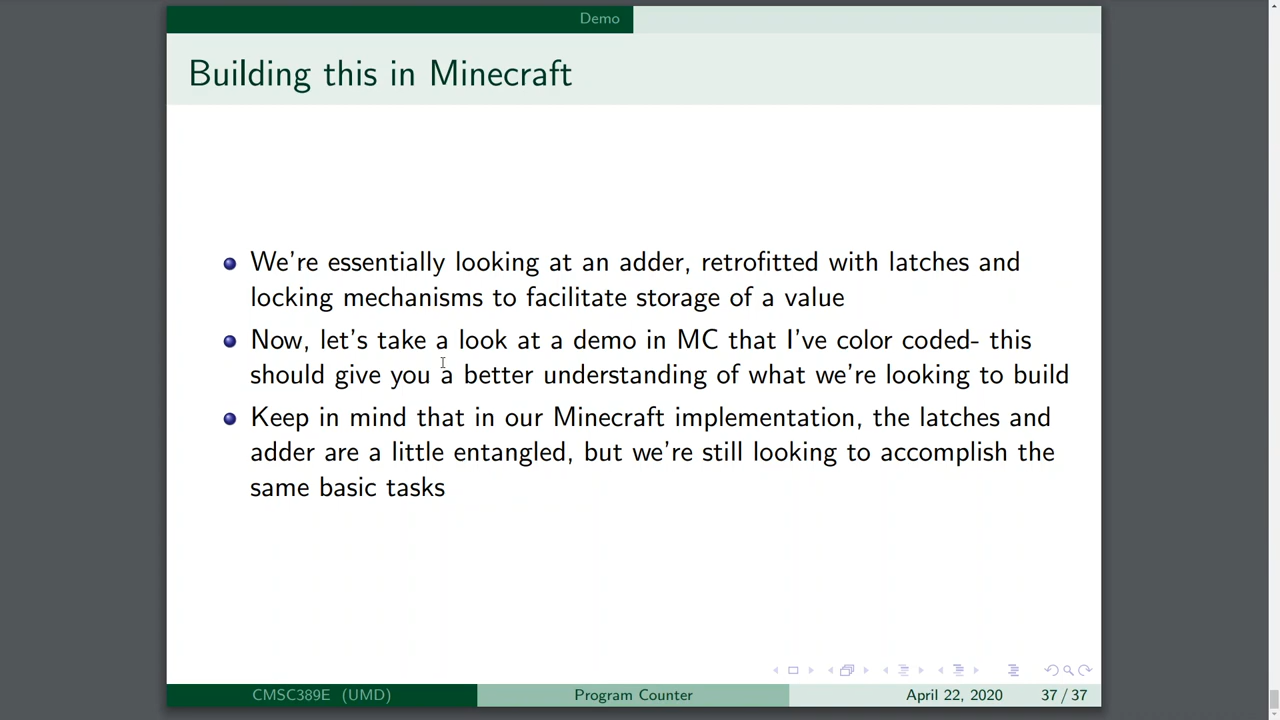 Demo
Building this in Minecraft
We're essentially looking at an adder, retrofitted with latches and
locking mechanisms to facilitate storage of a value
Now, let's take a look at a demo in MC that I've color coded- this
should give you a better understanding of what we're looking to build
Keep in mind that in our Minecraft implementation, the latches and
adder are a little entangled, but we're still looking to accomplish the
same basic tasks
CMSC389E (UMD) Program Counter April 22, 2020 37 / 37